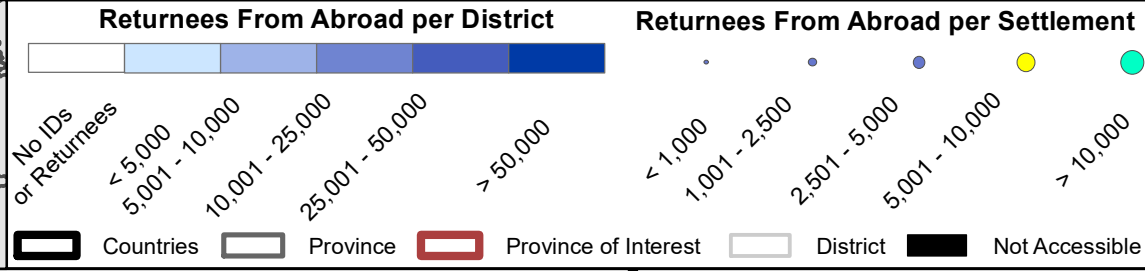 Returnees From Abroad per District
No IDs
or Returnees
< 5,000
5,001 - 10,000
10,001 - 25,000
25,001 - 50,000
> 50,000
Returnees From Abroad per Settlement
< 1,000
1,001 - 2,500
2,501 - 5,000
5,001 - 10,000
> 10,000
Countries
Province
Province of Interest
District
Not Accessible